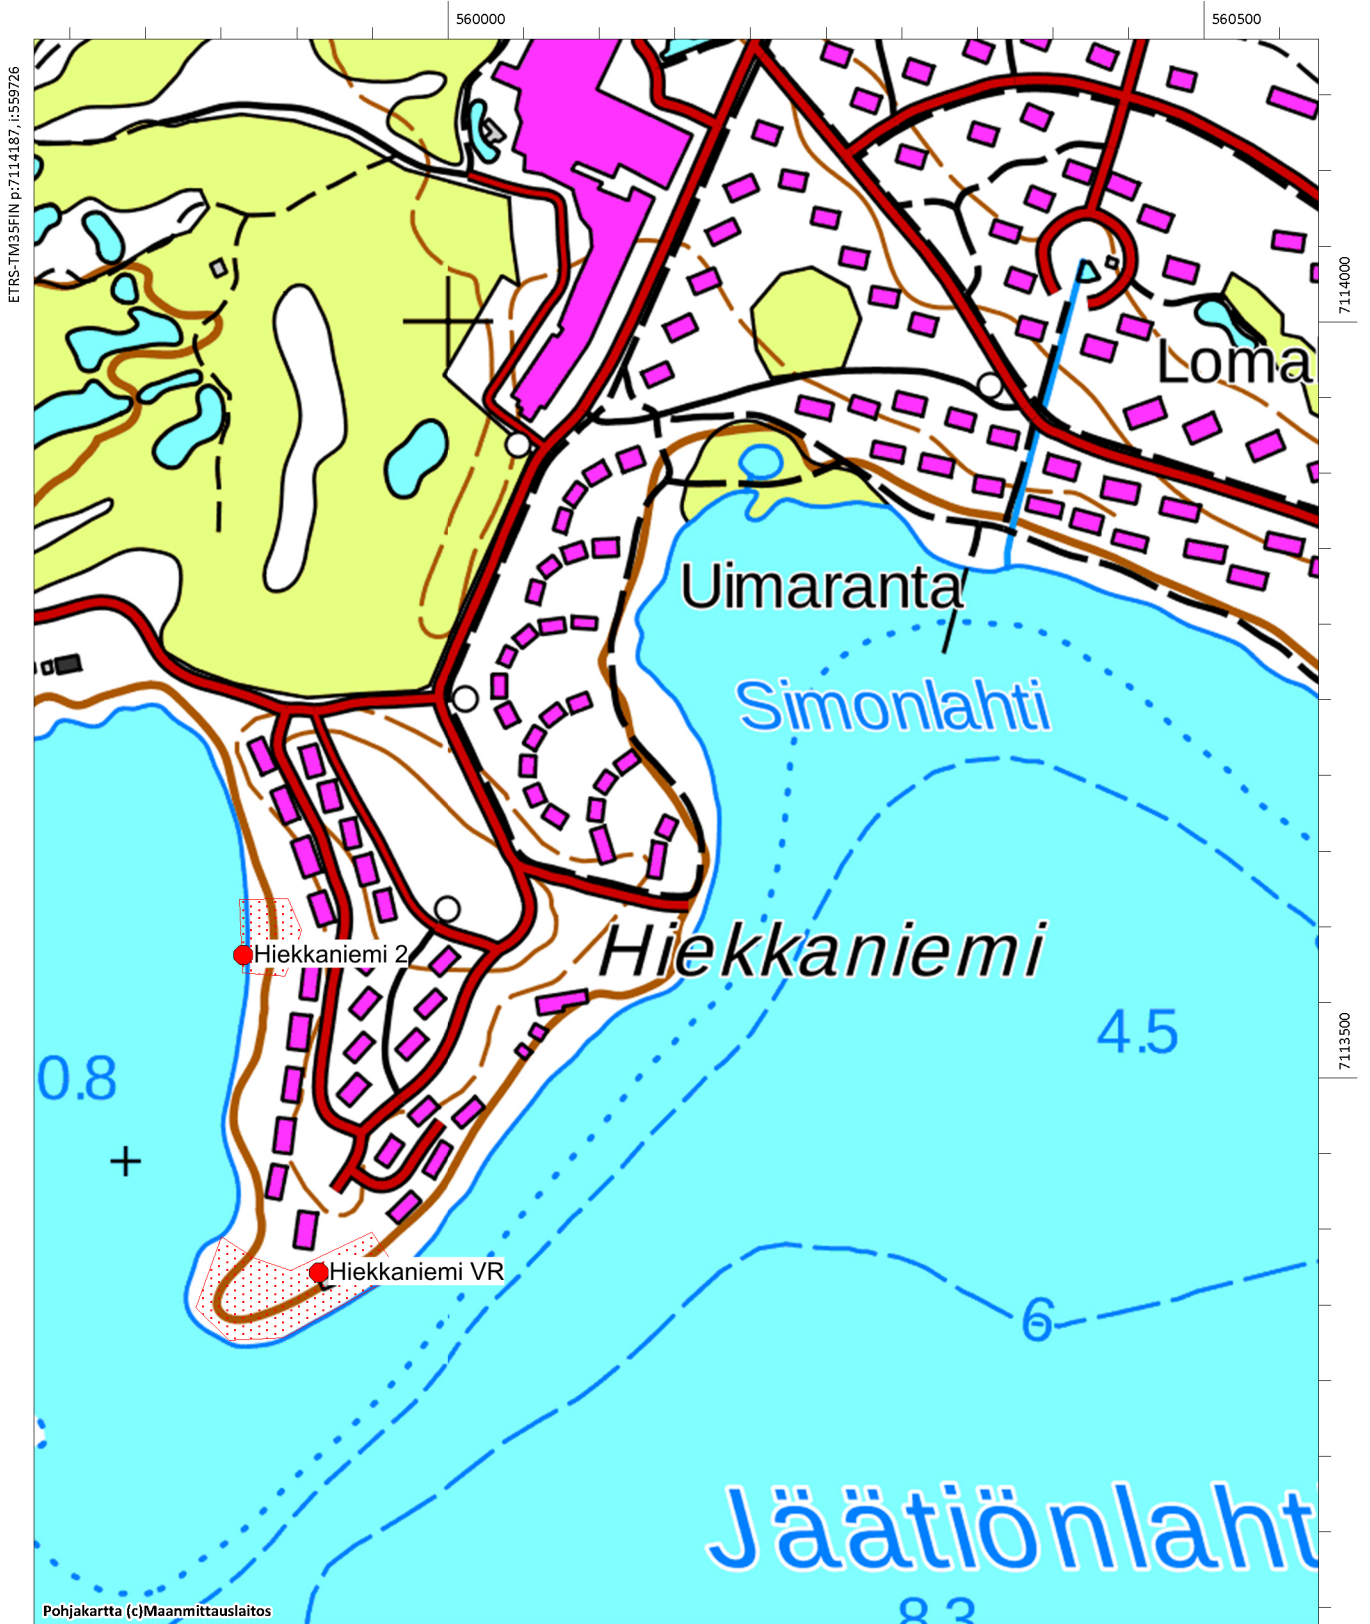 560000
560500
ETRS-TM35FIN p:7114187, i:559726
7114000
Loma
Uimaranta
Simonlahti
Hiekkaniemi
Hiekkaniemi 2
4.5
7113500
0.8
Hiekkaniemi VR
6
Jäätiönlaht
83
Pohjakartta (c)Maanmittauslaitos